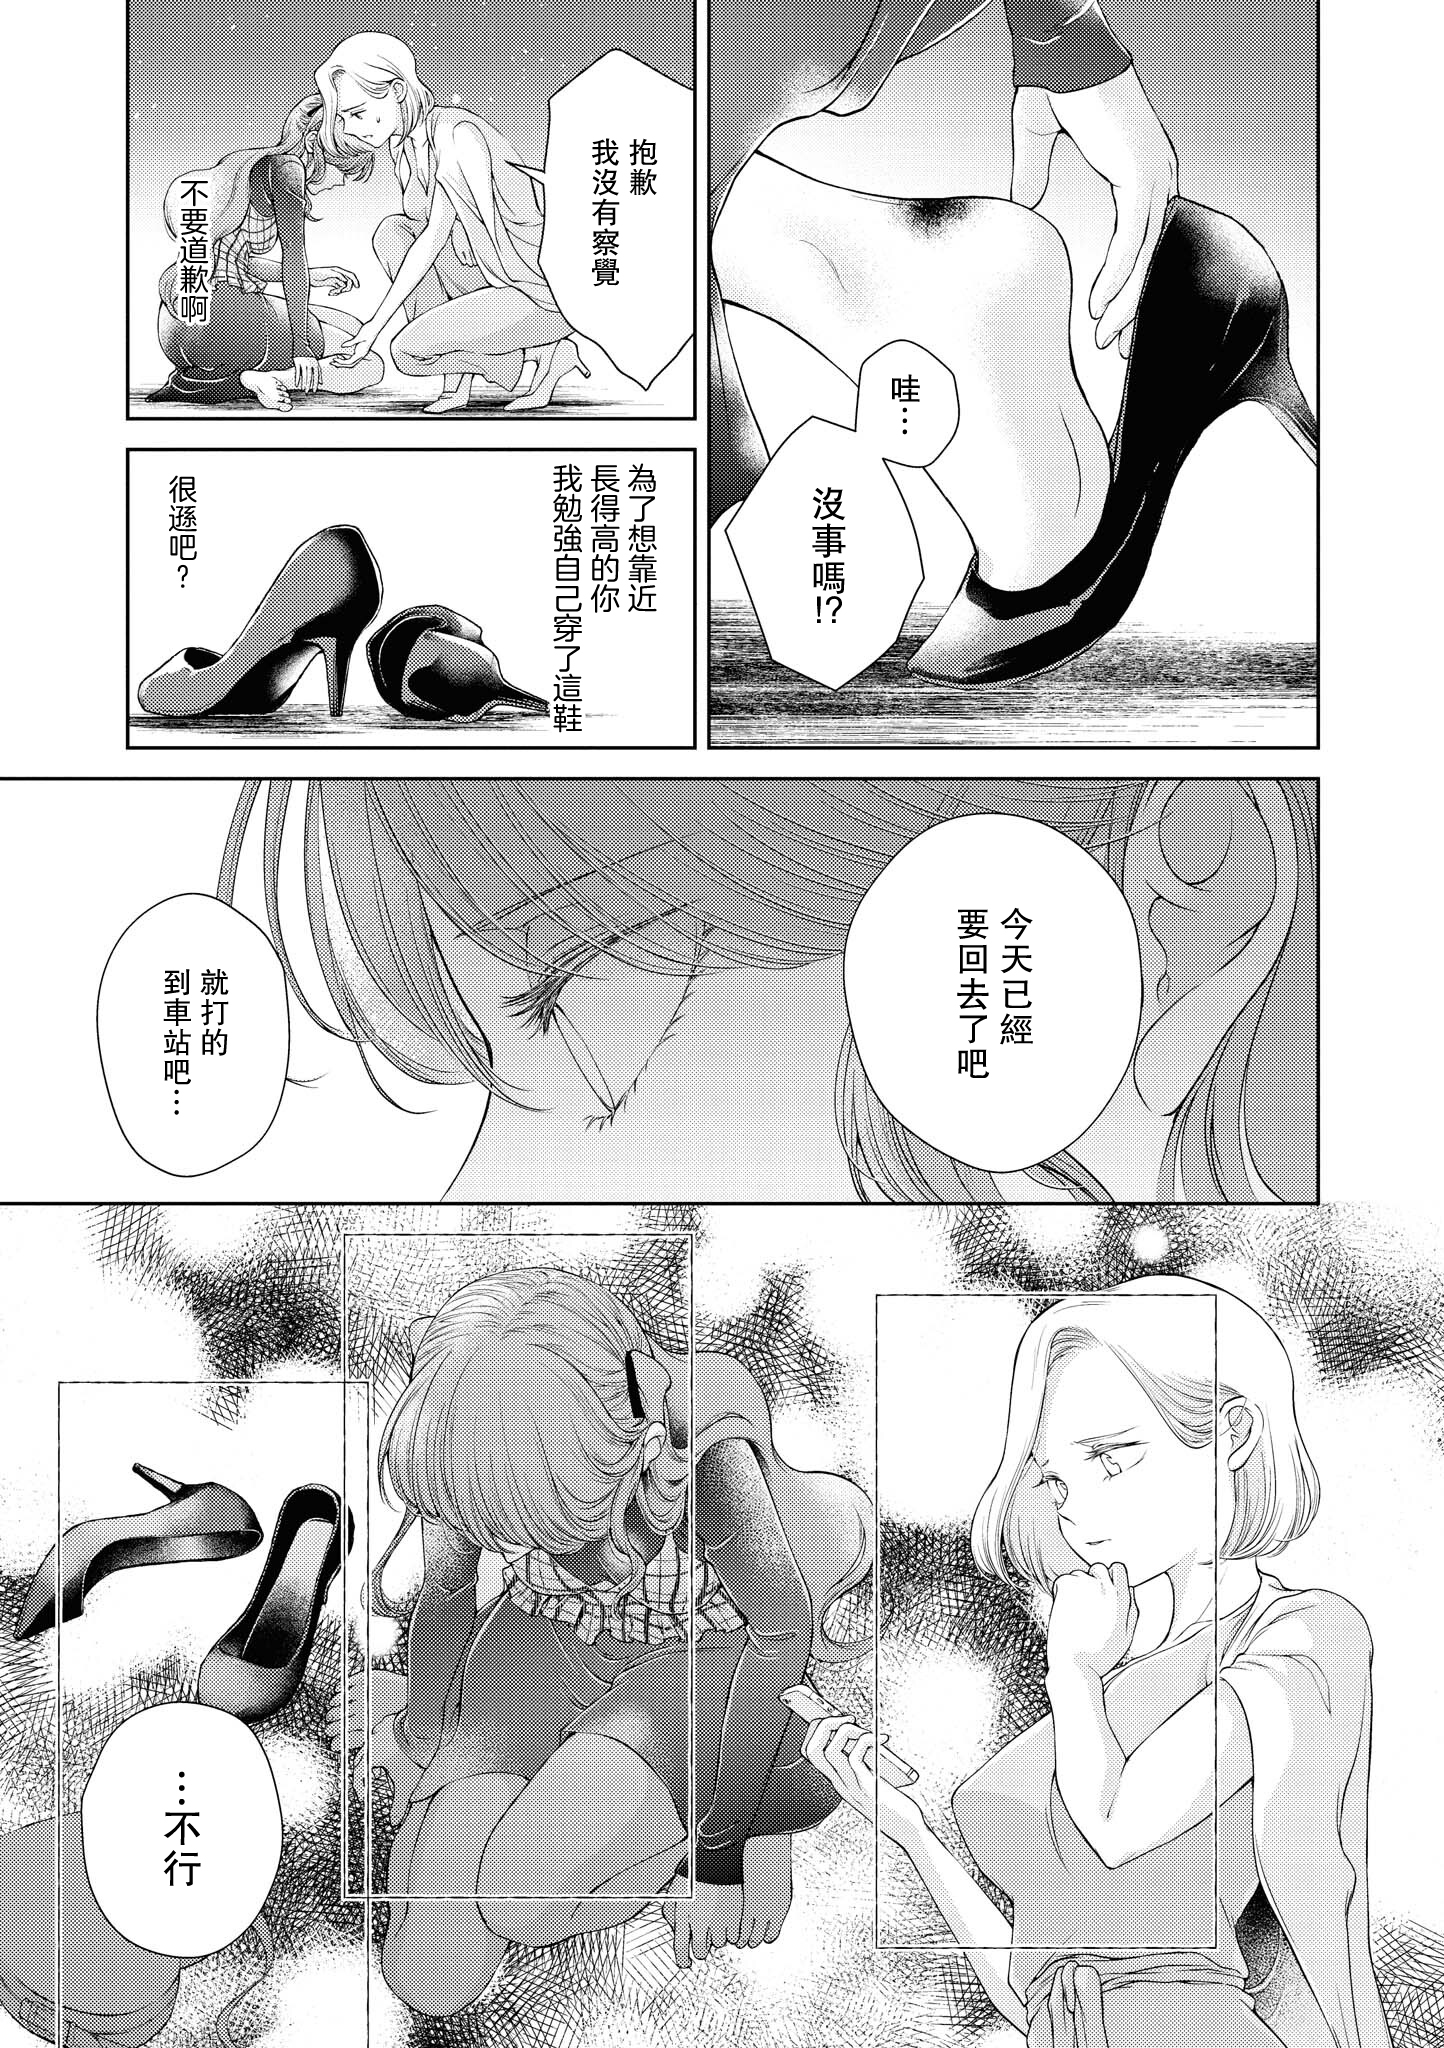 哇…
沒事嗎!?
抱歉
我沒有察覺
不要道歉啊
為了想靠近
長得高的你
我勉強自己穿了這鞋
很遜吧？
今天已經
要回去了吧
就打的
到車站吧…
…不行